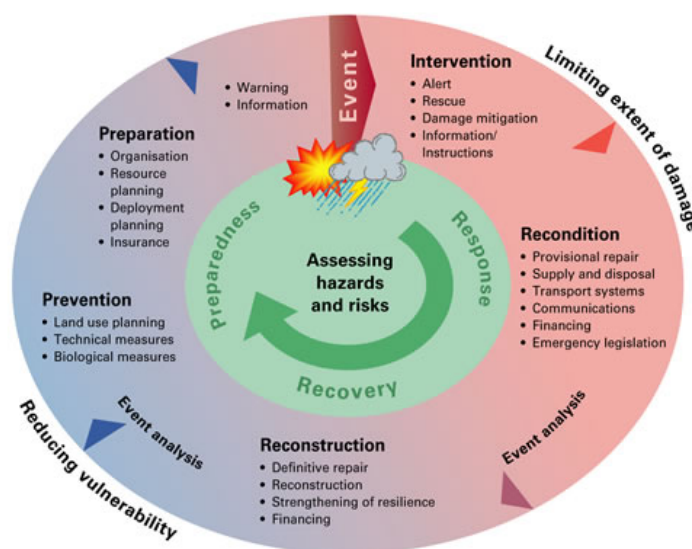 Event
Intervention
• Alert
• Rescue
• Damage mitigation
• Information/
Instructions
Limiting extent of damage
Recondition
• Provisional repair
• Supply and disposal
• Transport systems
• Communications
• Financing
• Emergency legislation
Event analysis
Reconstruction
• Definitive repair
• Reconstruction
• Strengthening of resilience
• Financing
Event analysis
Reducing vulnerability
Prevention
• Land use planning
• Technical measures
• Biological measures
Preparation
• Organisation
• Resource
planning
• Deployment
planning
• Insurance
• Warning
• Information
Preparedness
Response
Recovery
Assessing
hazards
and risks